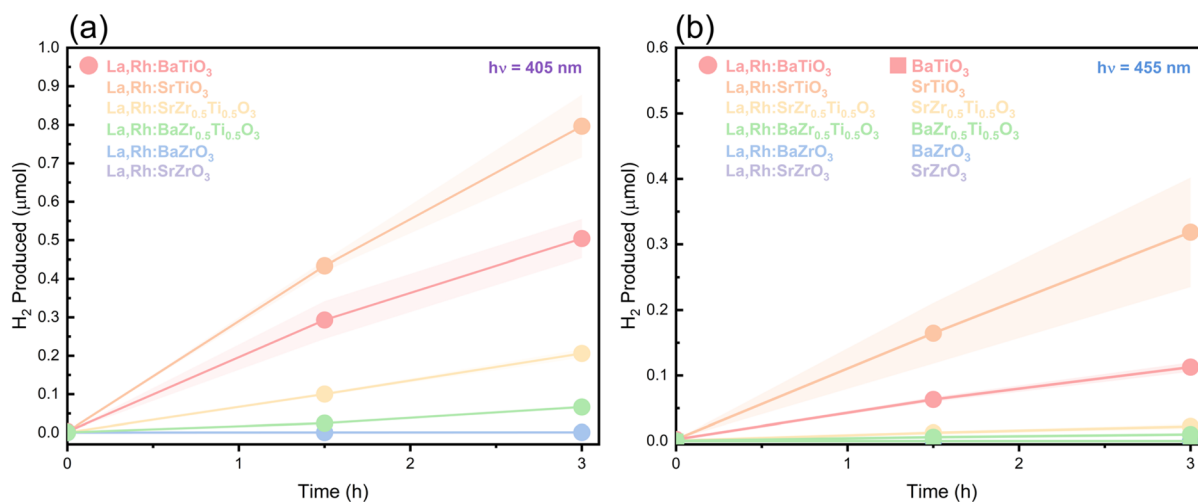 (a)
1.0
0.9
0.8
0.7
0.6
0.5
0.4
0.3
0.2
0.1
0.0
H₂ Produced (μmol)
La,Rh:BaTiO₃
La,Rh:SrTiO₃
La,Rh:SrZr₀.₅Ti₀.₅O₃
La,Rh:BaZr₀.₅Ti₀.₅O₃
La,Rh:BaZrO₃
La,Rh:SrZrO₃
hν = 405 nm
0 1 2 3
Time (h)
(b)
0.6
0.5
0.4
0.3
0.2
0.1
0.0
H₂ Produced (μmol)
La,Rh:BaTiO₃ BaTiO₃
La,Rh:SrTiO₃ SrTiO₃
La,Rh:SrZr₀.₅Ti₀.₅O₃ SrZr₀.₅Ti₀.₅O₃
La,Rh:BaZr₀.₅Ti₀.₅O₃ BaZr₀.₅Ti₀.₅O₃
La,Rh:BaZrO₃ BaZrO₃
La,Rh:SrZrO₃ SrZrO₃
hν = 455 nm
0 1 2 3
Time (h)